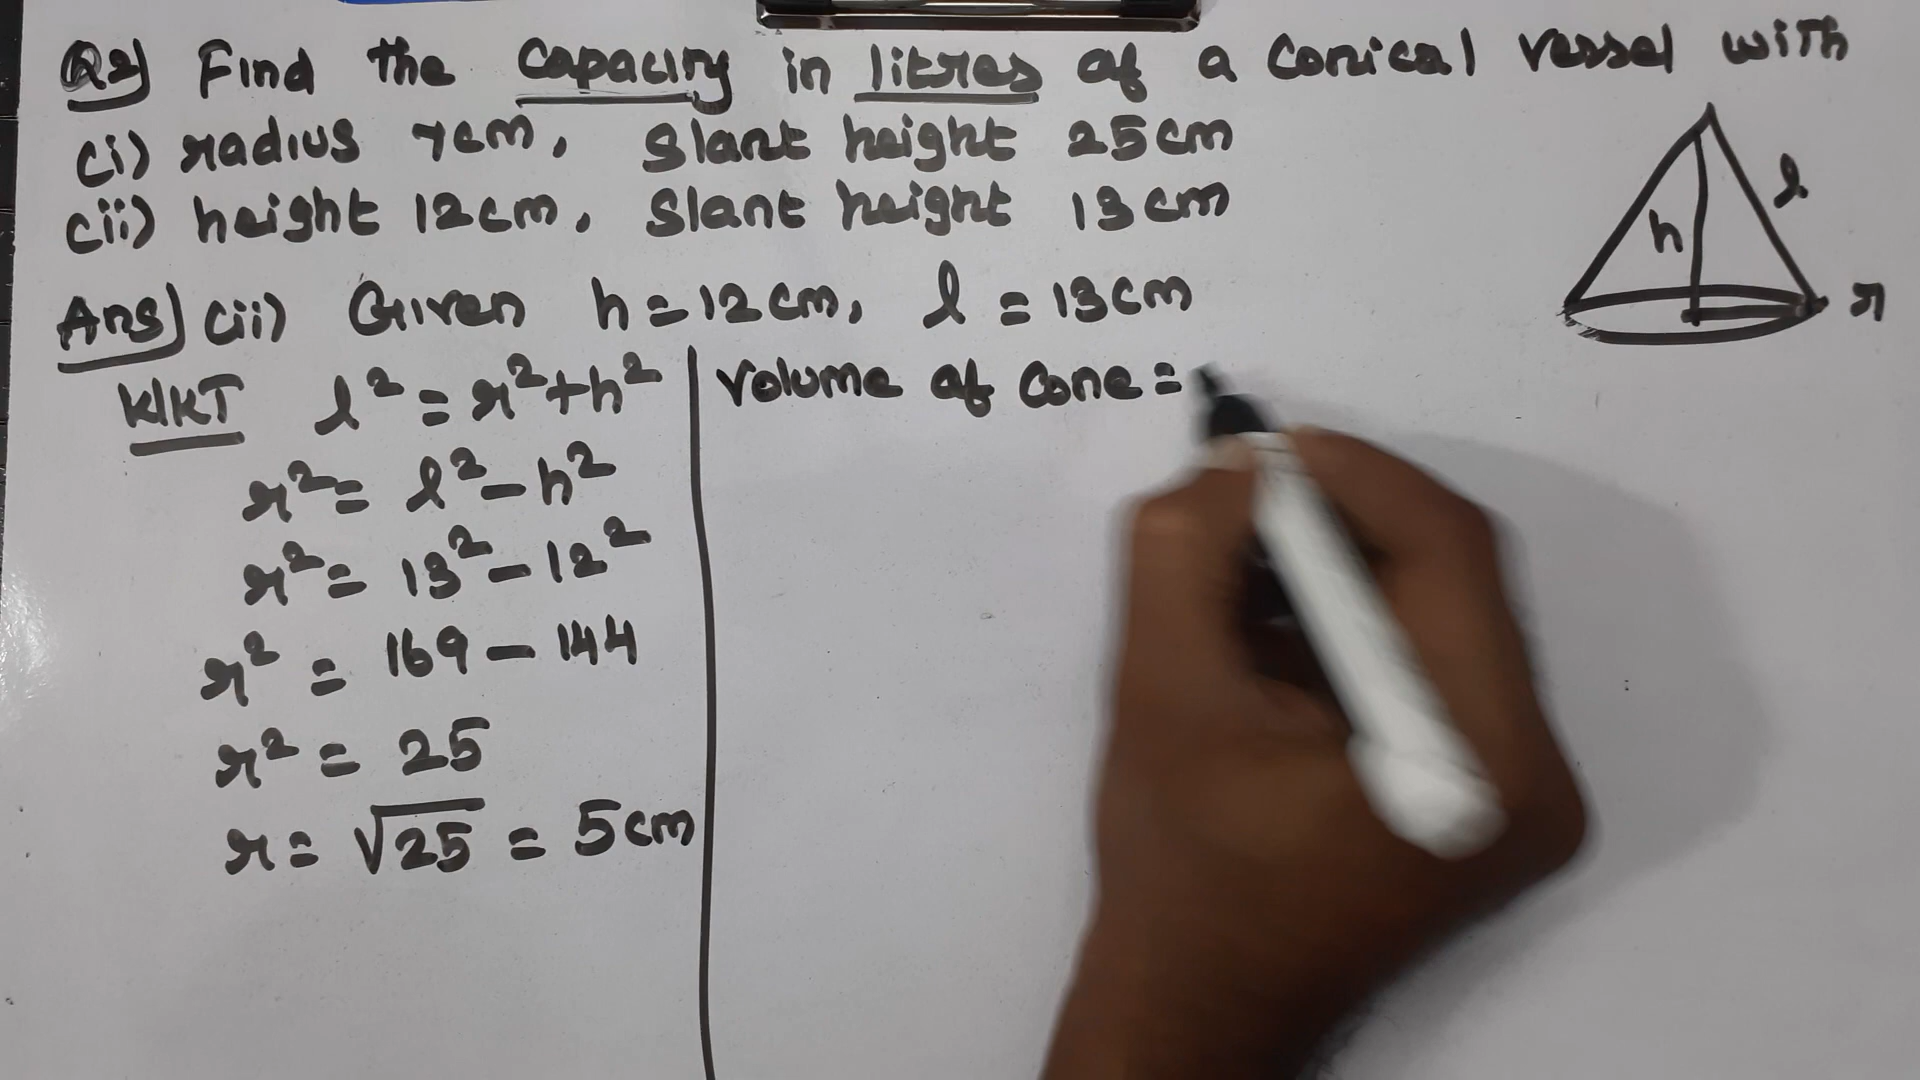 Q2) Find the capacity in litres of a conical vessel with
(i) radius 7cm, slant height 25cm
(ii) height 12cm, slant height 13cm
Ans) (ii) Given h = 12cm, l = 13cm
WKT l² = r² + h²
r² = l² - h²
r² = 13² - 12²
r² = 169 - 144
r² = 25
r = √25 = 5cm
Volume of Cone =
h
l
r